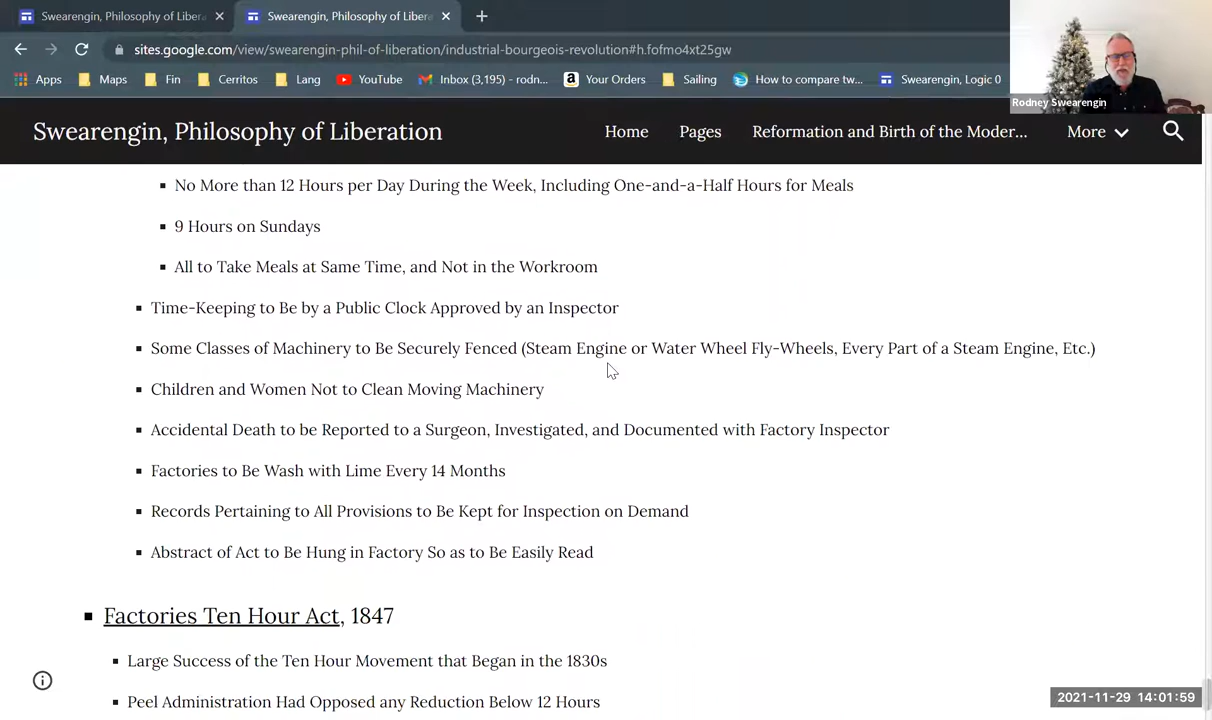 Swearengin, Philosophy of Libera
Swearengin, Philosophy of Libera
sites.google.com/view/swearengin-phil-of-liberation/industrial-bourgeois-revolution#h.fofmo4xt25gw
Apps Maps Fin Cerritos Lang YouTube Inbox (3,195) - rodn... Your Orders Sailing How to compare tw... Swearengin, Logic 0
Rodney Swearengin
Swearengin, Philosophy of Liberation
Home Pages Reformation and Birth of the Moder... More
No More than 12 Hours per Day During the Week, Including One-and-a-Half Hours for Meals
9 Hours on Sundays
All to Take Meals at Same Time, and Not in the Workroom
Time-Keeping to Be by a Public Clock Approved by an Inspector
Some Classes of Machinery to Be Securely Fenced (Steam Engine or Water Wheel Fly-Wheels, Every Part of a Steam Engine, Etc.)
Children and Women Not to Clean Moving Machinery
Accidental Death to be Reported to a Surgeon, Investigated, and Documented with Factory Inspector
Factories to Be Wash with Lime Every 14 Months
Records Pertaining to All Provisions to Be Kept for Inspection on Demand
Abstract of Act to Be Hung in Factory So as to Be Easily Read
Factories Ten Hour Act, 1847
Large Success of the Ten Hour Movement that Began in the 1830s
Peel Administration Had Opposed any Reduction Below 12 Hours
2021-11-29 14:01:59